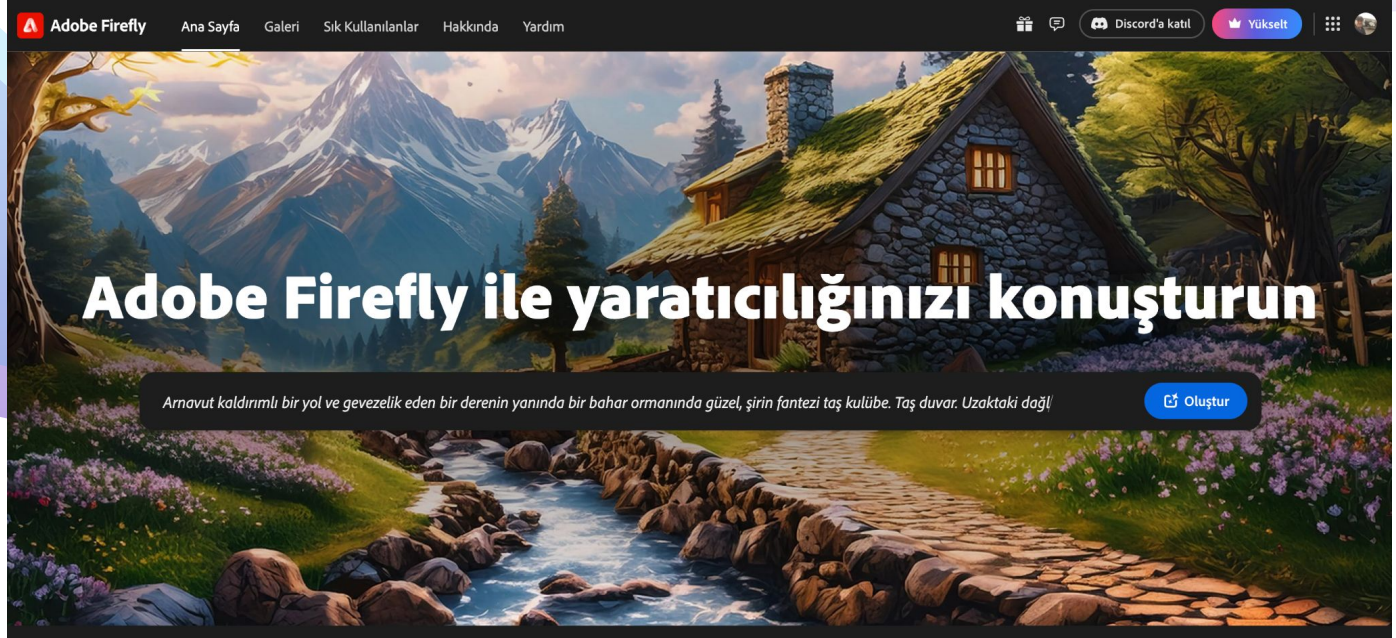 Adobe Firefly Ana Sayfa Galeri Sık Kullanılanlar Hakkında Yardım Discord'a katıl Yükselt
Adobe Firefly ile yaratıcılığınızı konuşturun
Arnavut kaldırımlı bir yol ve gevezelik eden bir derenin yanında bir bahar ormanında güzel, şirin fantezi taş kulübe. Taş duvar. Uzaktaki dağl Oluştur